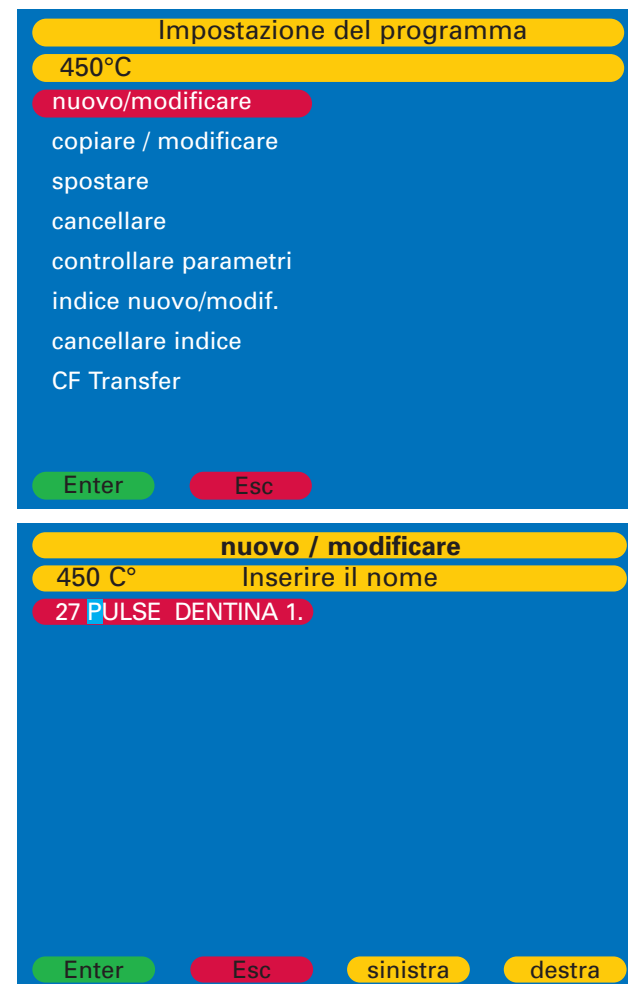 Impostazione del programma
450°C
nuovo/modificare
copiare / modificare
spostare
cancellare
controllare parametri
indice nuovo/modif.
cancellare indice
CF Transfer
Enter Esc
nuovo / modificare
450 C° Inserire il nome
27 PULSE DENTINA 1.
Enter Esc sinistra destra